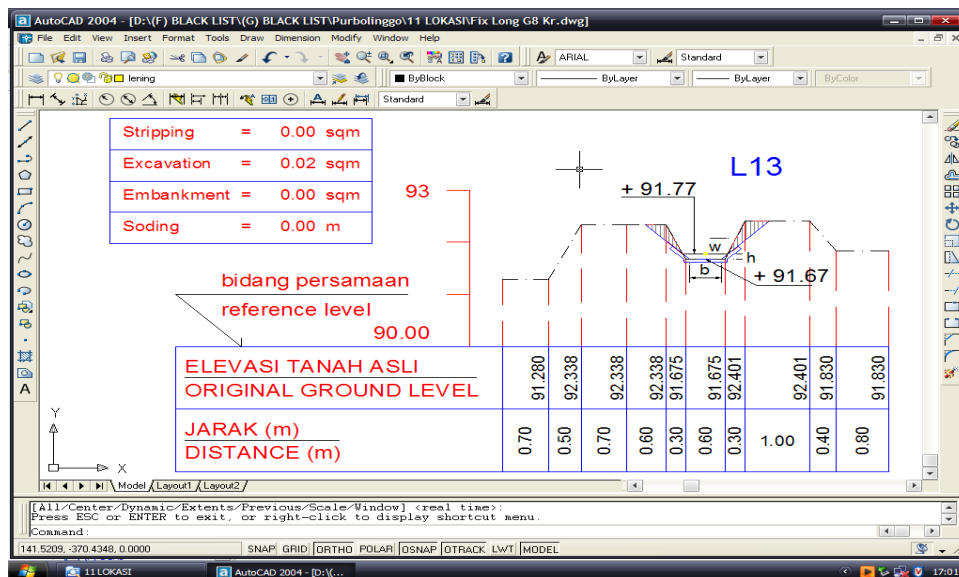 AutoCAD 2004 - [D:\(F) BLACK LIST\(G) BLACK LIST\Purbolinggo\11 LOKASI\Fix Long G8 Kr.dwg]
File Edit View Insert Format Tools Draw Dimension Modify Window Help
ARIAL Standard
lening ByBlock ByLayer ByLayer ByColor
Standard
Stripping = 0.00 sqm
Excavation = 0.02 sqm
Embankment = 0.00 sqm
Soding = 0.00 m
93
L13
+ 91.77
w
h
b
+ 91.67
bidang persamaan
reference level
90.00
ELEVASI TANAH ASLI
ORIGINAL GROUND LEVEL
91.280 92.338 92.338 92.338 91.675 91.675 92.401 92.401 91.830 91.830
JARAK (m)
DISTANCE (m)
0.70 0.50 0.70 0.60 0.30 0.60 0.30 1.00 0.40 0.80
Y
X
Model Layout1 Layout2
[All/Center/Dynamic/Extents/Previous/Scale/Window] <real time>:
Press ESC or ENTER to exit, or right-click to display shortcut menu.
Command:
141.5209, -370.4348, 0.0000 SNAP GRID ORTHO POLAR OSNAP OTRACK LWT MODEL
11 LOKASI AutoCAD 2004 - [D:\(... 17:01